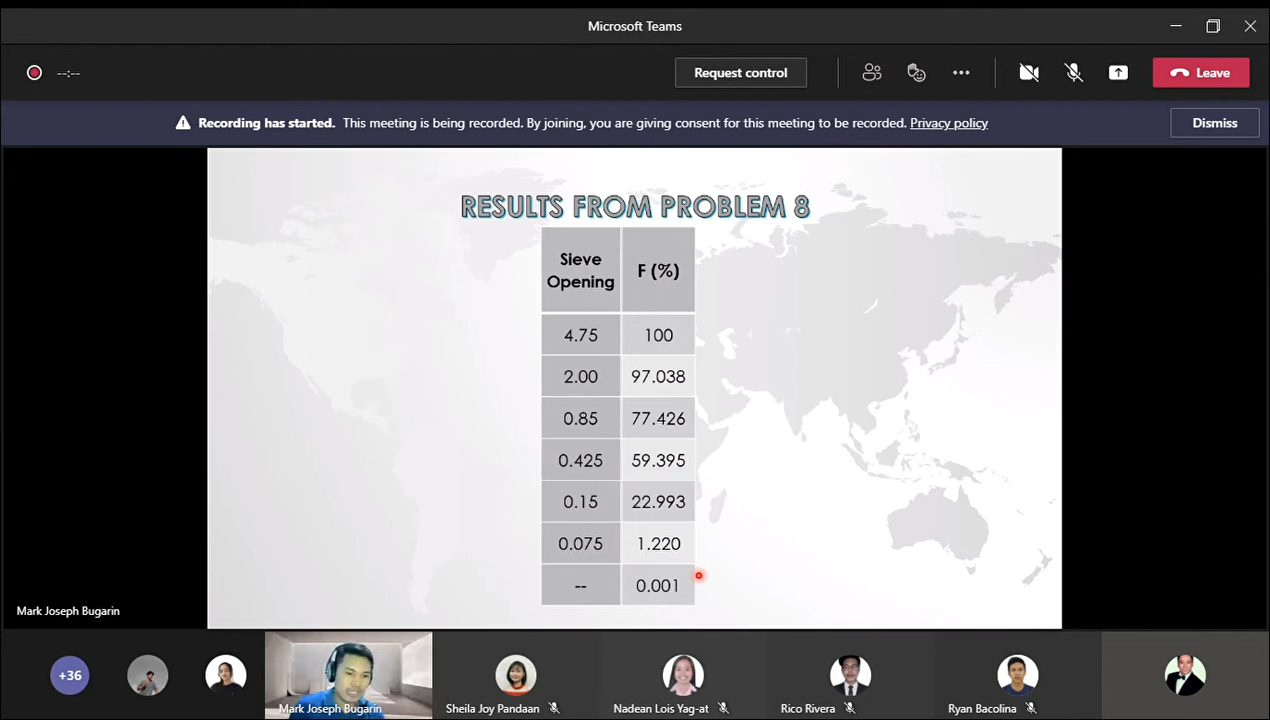 Microsoft Teams
--:--
Request control
Leave
Recording has started. This meeting is being recorded. By joining, you are giving consent for this meeting to be recorded. Privacy policy
Dismiss
RESULTS FROM PROBLEM 8
Sieve Opening F (%)
4.75 100
2.00 97.038
0.85 77.426
0.425 59.395
0.15 22.993
0.075 1.220
-- 0.001
Mark Joseph Bugarin
+36
Mark Joseph Bugarin
Sheila Joy Pandaan
Nadean Lois Yag-at
Rico Rivera
Ryan Bacolina